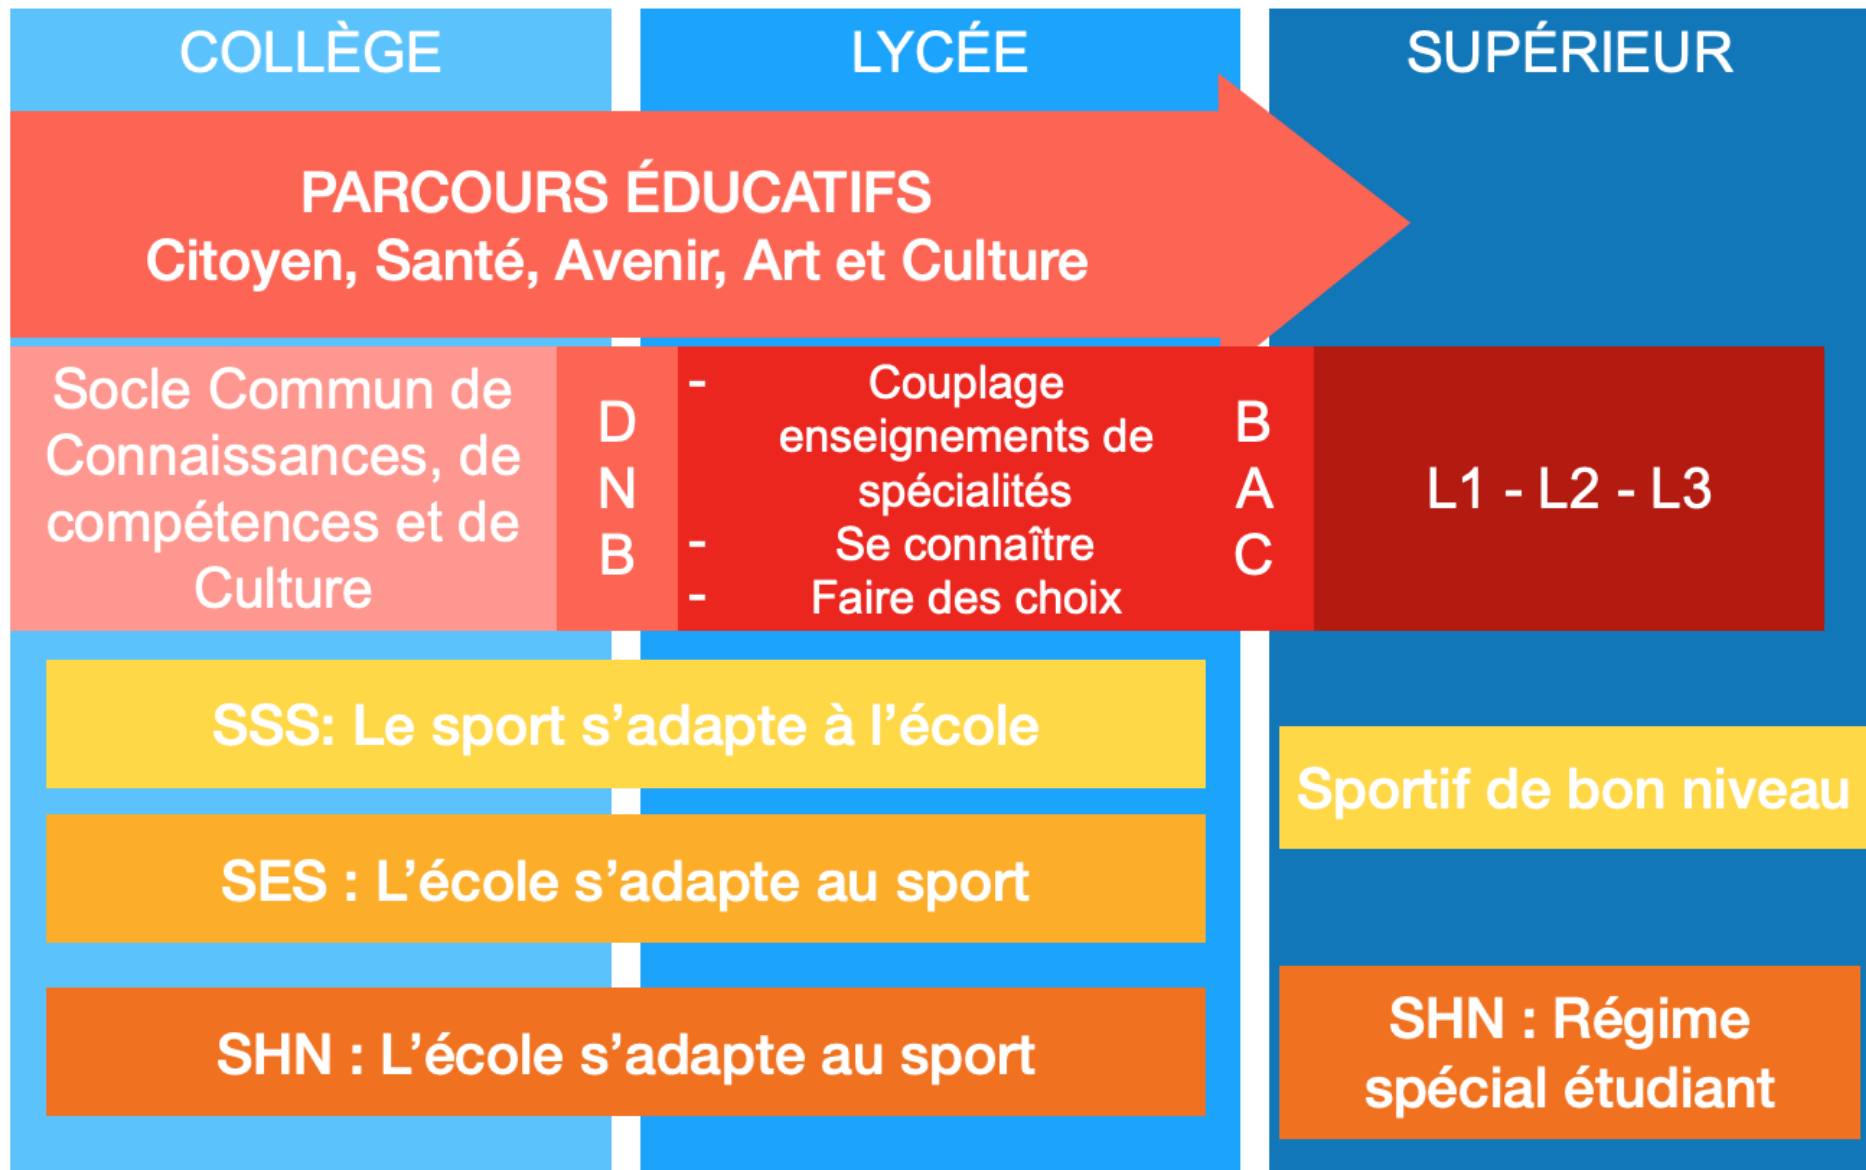 COLLÈGE
LYCÉE
SUPÉRIEUR
PARCOURS ÉDUCATIFS
Citoyen, Santé, Avenir, Art et Culture
Socle Commun de
Connaissances, de
compétences et de
Culture
D
N
B
- Couplage
enseignements de
spécialités
- Se connaître
- Faire des choix
B
A
C
L1 - L2 - L3
SSS: Le sport s’adapte à l’école
Sportif de bon niveau
SES : L’école s’adapte au sport
SHN : L’école s’adapte au sport
SHN : Régime
spécial étudiant